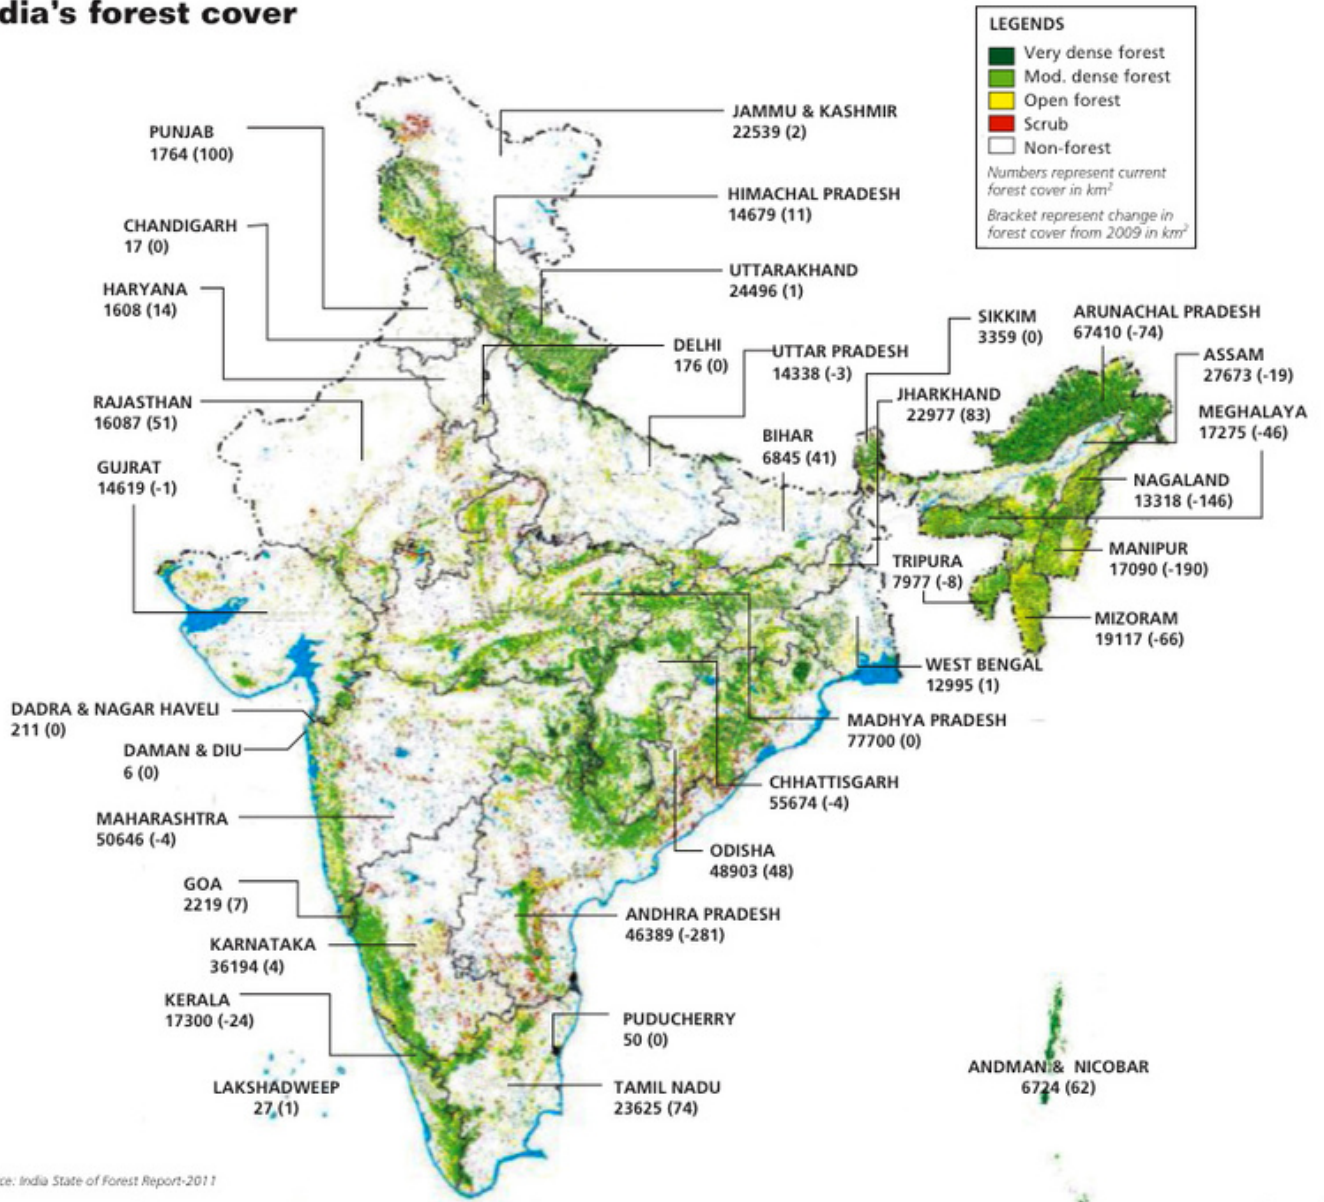 dia's forest cover
LEGENDS
Very dense forest
Mod. dense forest
Open forest
Scrub
Non-forest
Numbers represent current
forest cover in km²
Bracket represent change in
forest cover from 2009 in km²
JAMMU & KASHMIR
22539 (2)
PUNJAB
1764 (100)
HIMACHAL PRADESH
14679 (11)
CHANDIGARH
17 (0)
UTTARAKHAND
24496 (1)
HARYANA
1608 (14)
SIKKIM
3359 (0)
ARUNACHAL PRADESH
67410 (-74)
DELHI
176 (0)
UTTAR PRADESH
14338 (-3)
ASSAM
27673 (-19)
JHARKHAND
22977 (83)
RAJASTHAN
16087 (51)
MEGHALAYA
17275 (-46)
BIHAR
6845 (41)
GUJRAT
14619 (-1)
NAGALAND
13318 (-146)
MANIPUR
17090 (-190)
TRIPURA
7977 (-8)
MIZORAM
19117 (-66)
WEST BENGAL
12995 (1)
DADRA & NAGAR HAVELI
211 (0)
MADHYA PRADESH
77700 (0)
DAMAN & DIU
6 (0)
CHHATTISGARH
55674 (-4)
MAHARASHTRA
50646 (-4)
ODISHA
48903 (48)
GOA
2219 (7)
ANDHRA PRADESH
46389 (-281)
KARNATAKA
36194 (4)
KERALA
17300 (-24)
PUDUCHERRY
50 (0)
ANDMAN & NICOBAR
6724 (62)
LAKSHADWEEP
27 (1)
TAMIL NADU
23625 (74)
ce: India State of Forest Report-2011